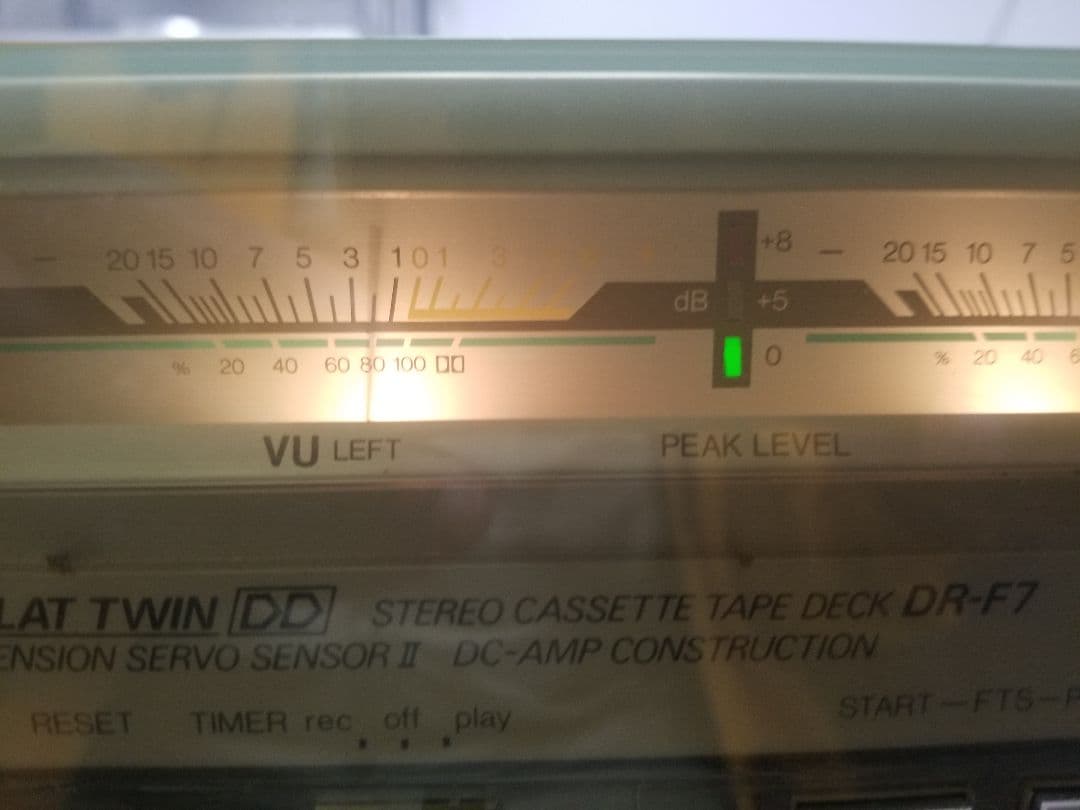 — 20 15 10 7 5 3 1 0 1 3
+8
— 20 15 10 7 5
dB +5
0
% 20 40 60 80 100
% 20 40 6
VU LEFT
PEAK LEVEL
LAT TWIN DD STEREO CASSETTE TAPE DECK DR-F7
ENSION SERVO SENSOR II DC-AMP CONSTRUCTION
RESET TIMER rec off play
START—FTS—